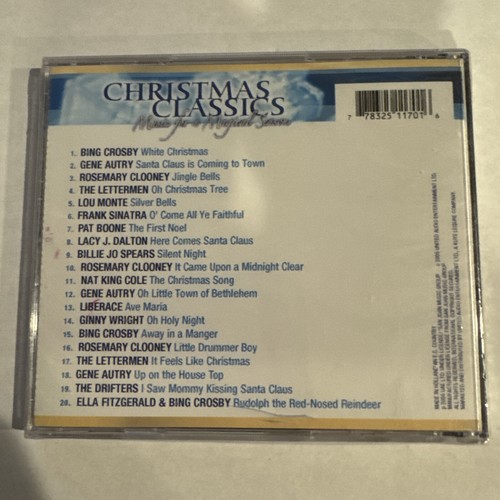 CHRISTMAS
CLASSICS
Music for a Magical Season
7 78325 11701 6
1. BING CROSBY White Christmas
2. GENE AUTRY Santa Claus is Coming to Town
3. ROSEMARY CLOONEY Jingle Bells
4. THE LETTERMEN Oh Christmas Tree
5. LOU MONTE Silver Bells
6. FRANK SINATRA O' Come All Ye Faithful
7. PAT BOONE The First Noel
8. LACY J. DALTON Here Comes Santa Claus
9. BILLIE JO SPEARS Silent Night
10. ROSEMARY CLOONEY It Came Upon a Midnight Clear
11. NAT KING COLE The Christmas Song
12. GENE AUTRY Oh Little Town of Bethlehem
13. LIBERACE Ave Maria
14. GINNY WRIGHT Oh Holy Night
15. BING CROSBY Away in a Manger
16. ROSEMARY CLOONEY Little Drummer Boy
17. THE LETTERMEN It Feels Like Christmas
18. GENE AUTRY Up on the House Top
19. THE DRIFTERS I Saw Mommy Kissing Santa Claus
20. ELLA FITZGERALD & BING CROSBY Rudolph the Red-Nosed Reindeer